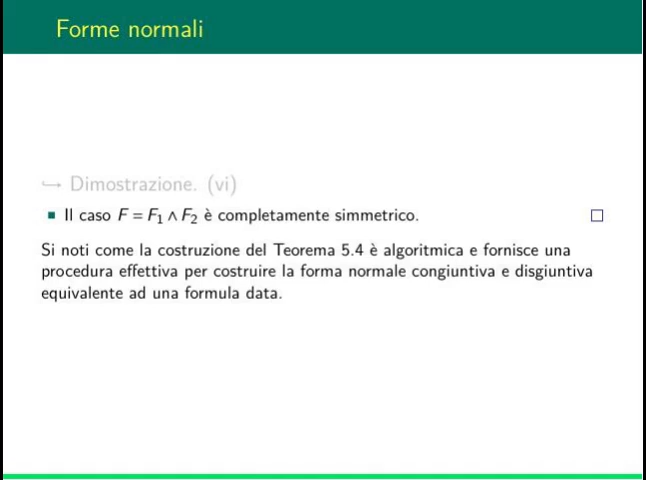 Forme normali
↪ Dimostrazione. (vi)
▪ Il caso F = F₁ ∧ F₂ è completamente simmetrico. □
Si noti come la costruzione del Teorema 5.4 è algoritmica e fornisce una
procedura effettiva per costruire la forma normale congiuntiva e disgiuntiva
equivalente ad una formula data.